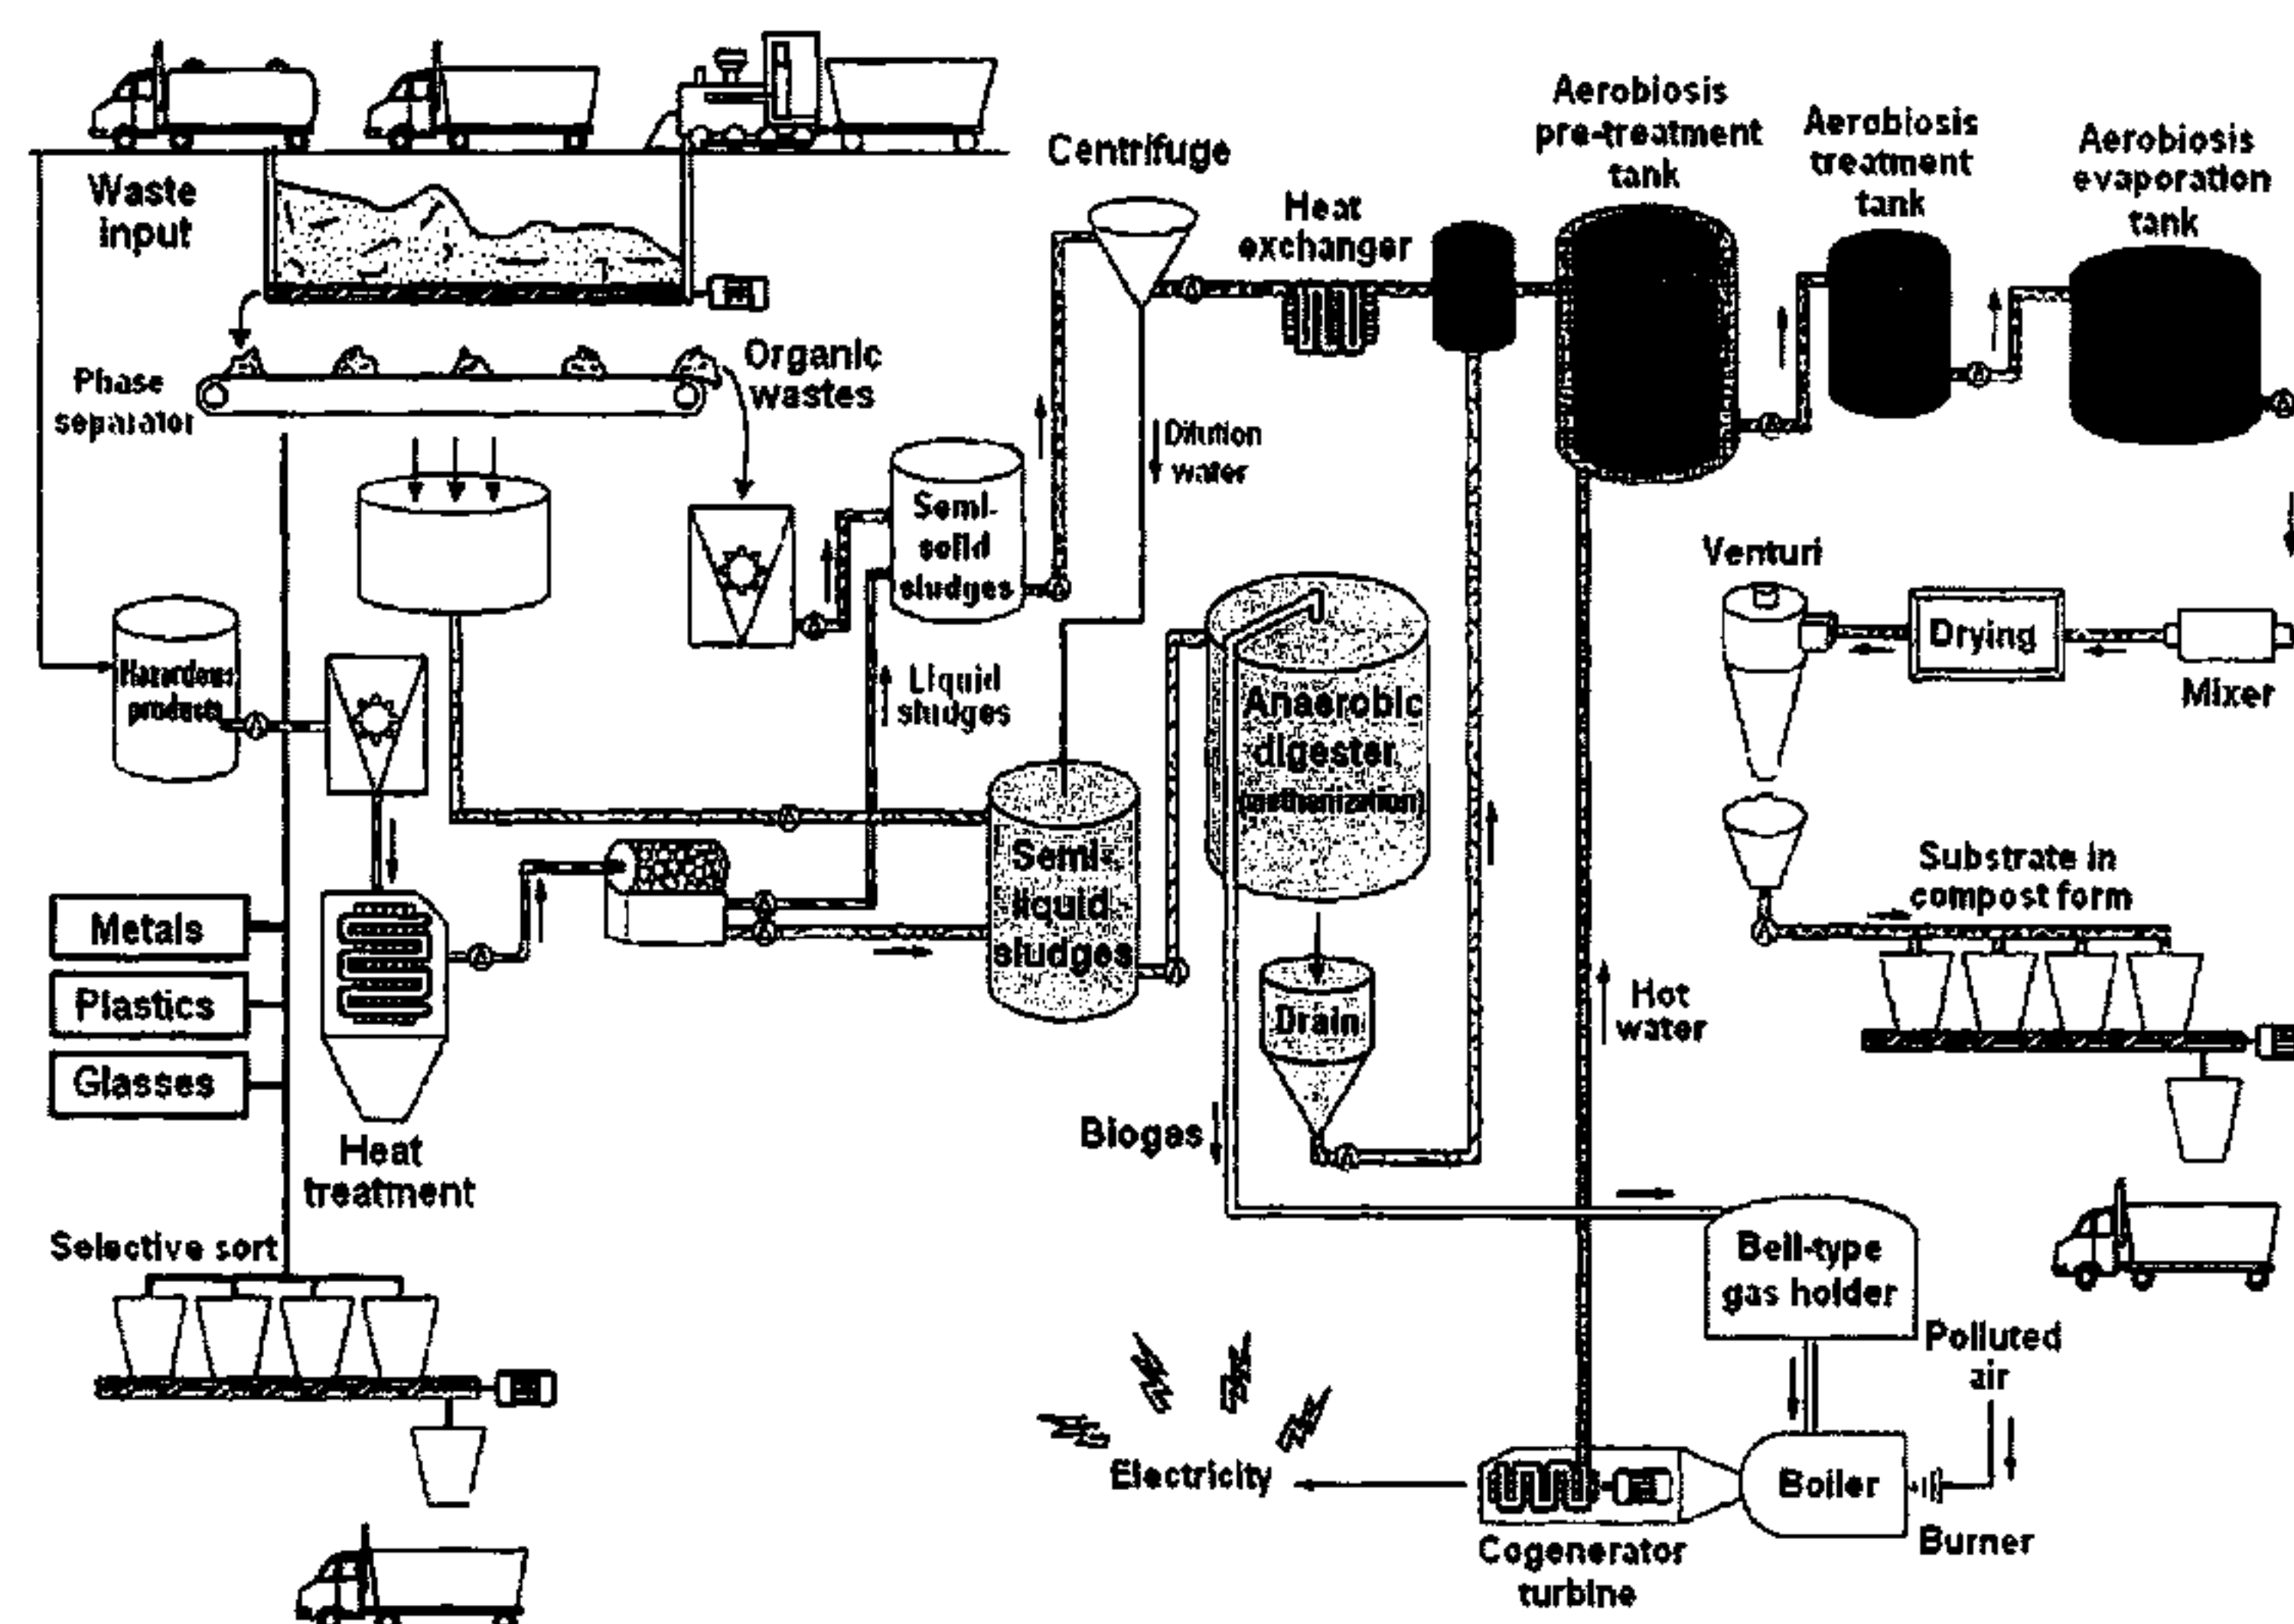 Waste
input
Centrifuge
Heat
exchanger
Aerobiosis
pre-treatment
tank
Aerobiosis
treatment
tank
Aerobiosis
evaporation
tank
Phase
separator
Organic
wastes
Dilution
water
Semi-
solid
sludges
Liquid
sludges
Hazardous
products
Anaerobic
digester
(methanization)
Venturi
Drying
Mixer
Semi-
liquid
sludges
Substrate in
compost form
Metals
Plastics
Glasses
Heat
treatment
Drain
Hot
water
Biogas
Selective sort
Bell-type
gas holder
Polluted
air
Electricity
Boiler
Burner
Cogenerator
turbine